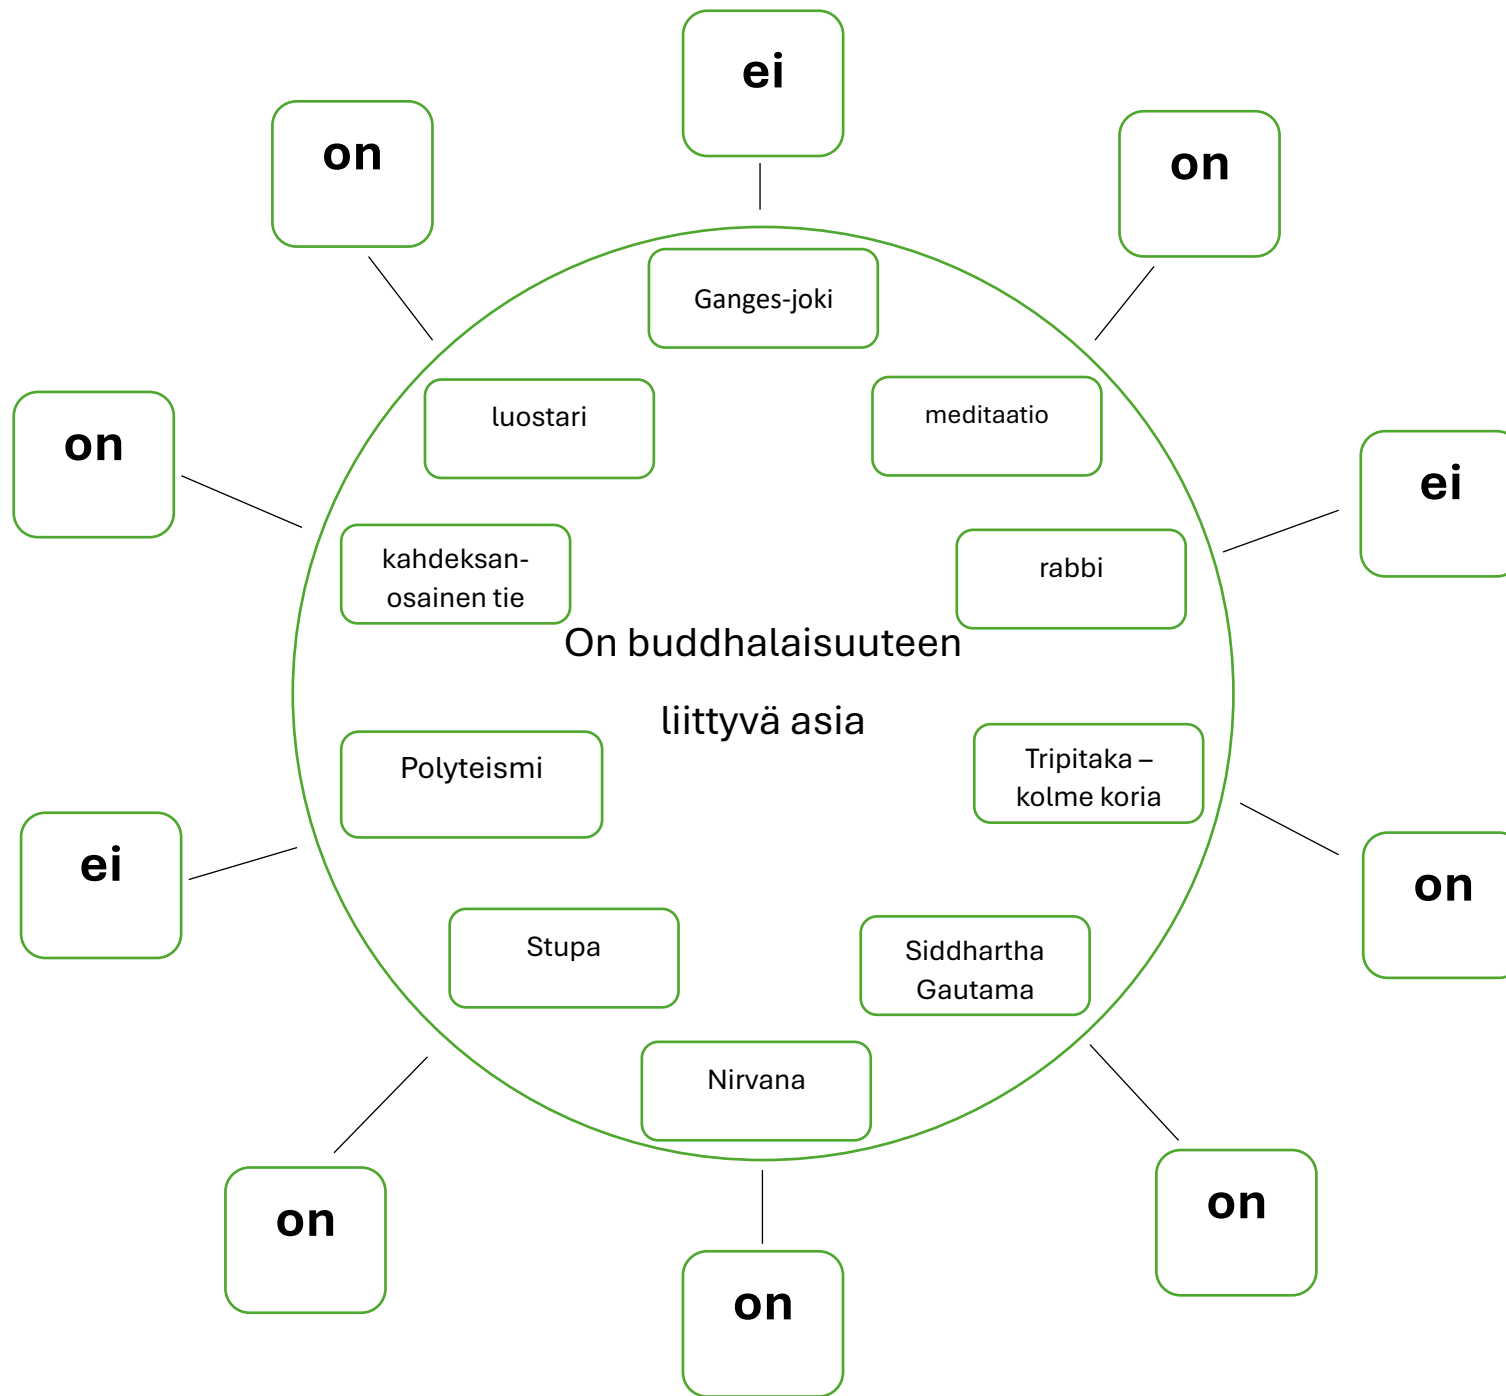 ei
on
on
Ganges-joki
luostari
meditaatio
on
ei
kahdeksan-
osainen tie
rabbi
On buddhalaisuuteen
liittyvä asia
Polyteismi
Tripitaka –
kolme koria
ei
on
Stupa
Siddhartha
Gautama
Nirvana
on
on
on